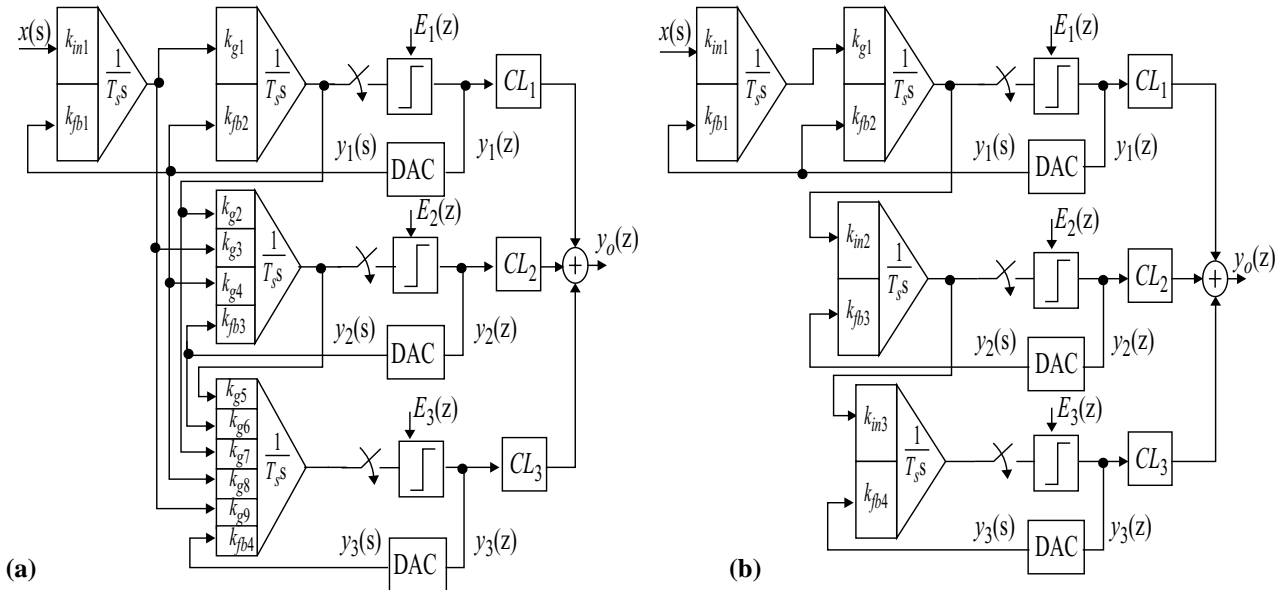 x(s)
k_in1
k_fb1
1
T_s s
k_g1
k_fb2
1
T_s s
E_1(z)
CL_1
y_1(s)
DAC
y_1(z)
k_g2
k_g3
k_g4
k_fb3
1
T_s s
E_2(z)
CL_2
+
y_o(z)
y_2(s)
DAC
y_2(z)
k_g5
k_g6
k_g7
k_g8
k_g9
k_fb4
1
T_s s
E_3(z)
CL_3
y_3(s)
DAC
y_3(z)
(a)
x(s)
k_in1
k_fb1
1
T_s s
k_g1
k_fb2
1
T_s s
E_1(z)
CL_1
y_1(s)
DAC
y_1(z)
k_in2
k_fb3
1
T_s s
E_2(z)
CL_2
+
y_o(z)
y_2(s)
DAC
y_2(z)
k_in3
k_fb4
1
T_s s
E_3(z)
CL_3
y_3(s)
DAC
y_3(z)
(b)